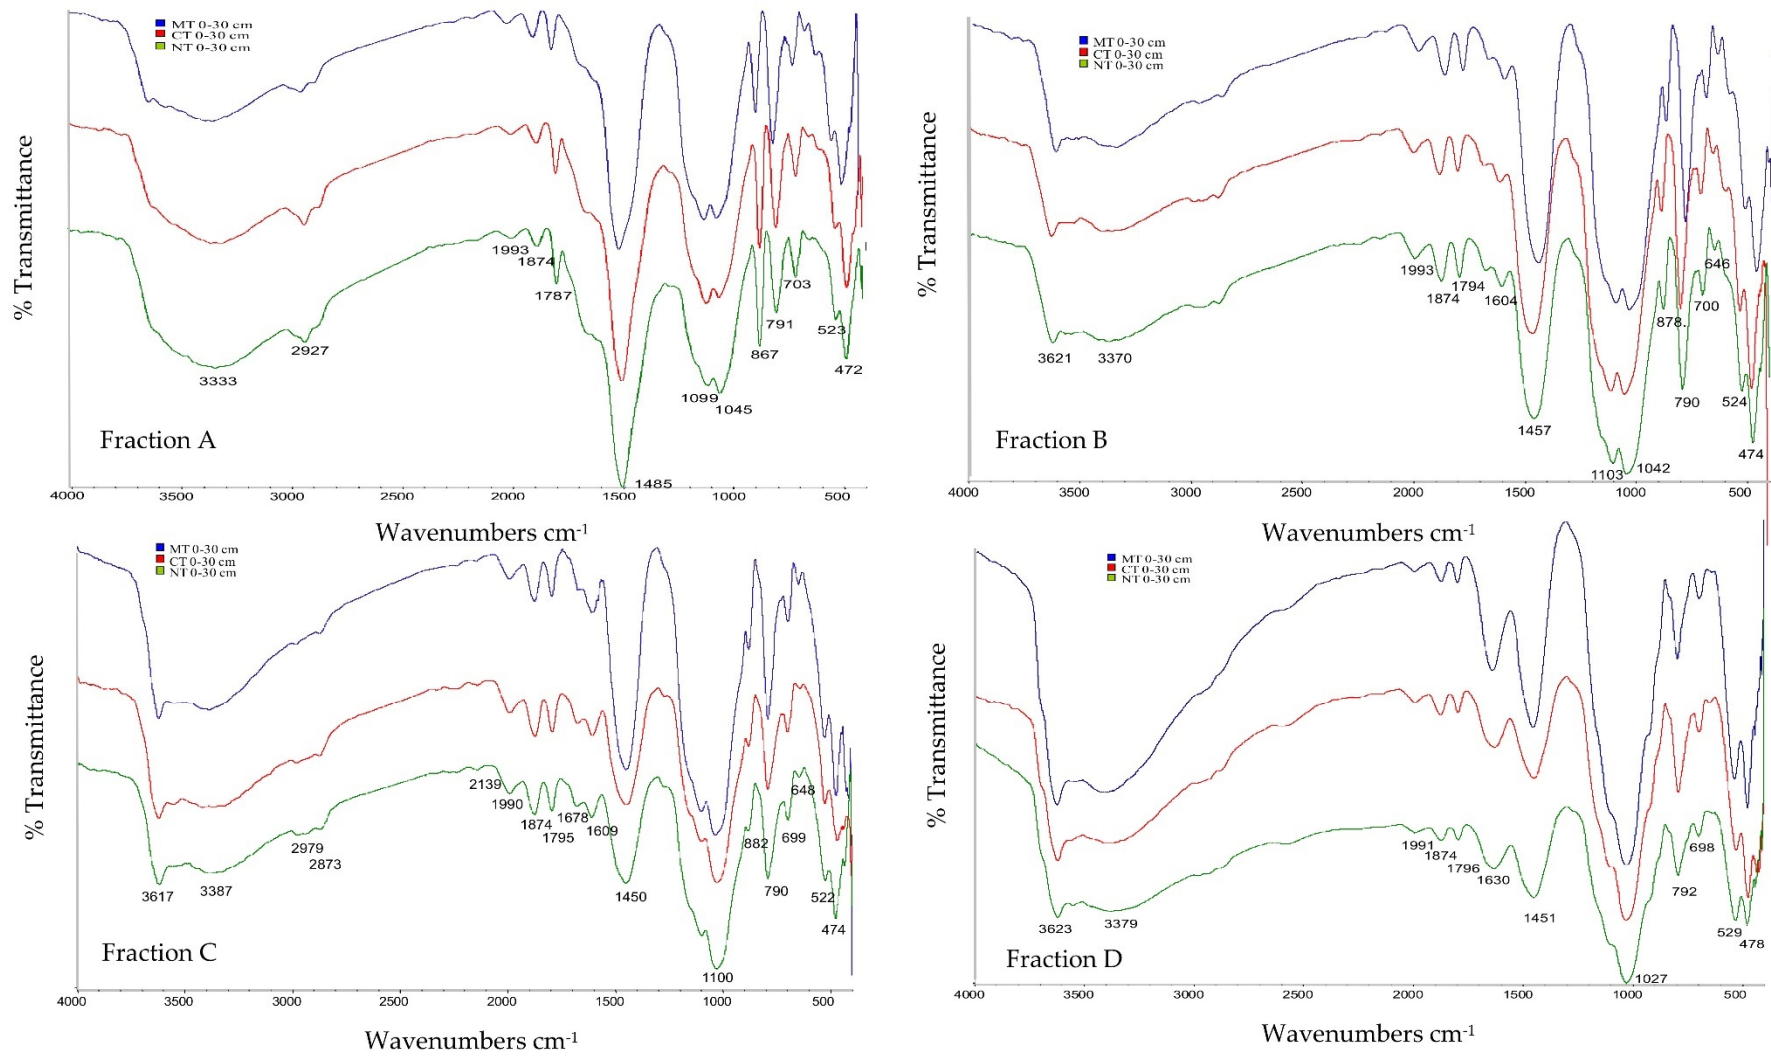 MT 0-30 cm
CT 0-30 cm
NT 0-30 cm
% Transmittance
1993
1874
1787
2927
3333
703
791
523
867
472
1099
1045
1485
Fraction A
4000 3500 3000 2500 2000 1500 1000 500
Wavenumbers cm-1
MT 0-30 cm
CT 0-30 cm
NT 0-30 cm
% Transmittance
1993
1874
1794
1604
646
700
878.
3621
3370
790
524
1457
474
1103
1042
Fraction B
4000 3500 3000 2500 2000 1500 1000 500
Wavenumbers cm-1
MT 0-30 cm
CT 0-30 cm
NT 0-30 cm
% Transmittance
2139
1990
1874
1795
1678
1609
648
882
699
2979
2873
3617
3387
1450
790
522
474
1100
Fraction C
4000 3500 3000 2500 2000 1500 1000 500
Wavenumbers cm-1
MT 0-30 cm
CT 0-30 cm
NT 0-30 cm
% Transmittance
1991
1874
1796
1630
698
792
3623
3379
1451
529
478
1027
Fraction D
4000 3500 3000 2500 2000 1500 1000 500
Wavenumbers cm-1